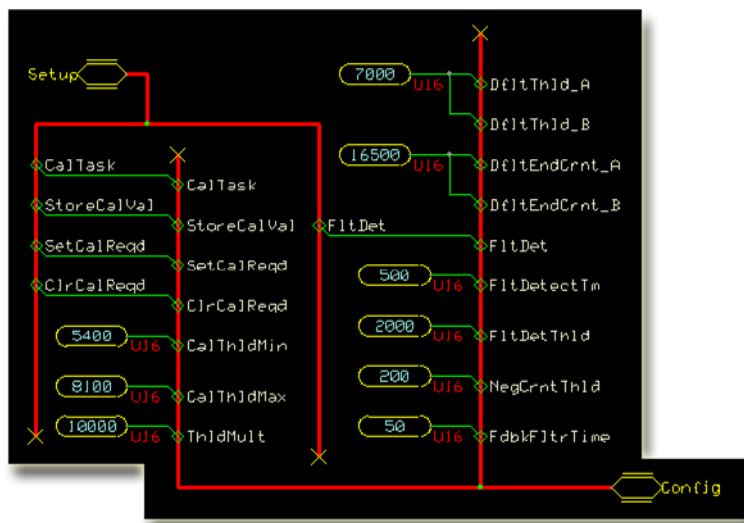 Setup
CalTask
CalTask
StoreCalVal
StoreCalVal
SetCalReqd
SetCalReqd
ClrCalReqd
ClrCalReqd
5400
U16
CalThldMin
8100
U16
CalThldMax
10000
U16
ThldMult
FltDet
7000
U16
DfltThld_A
DfltThld_B
16500
U16
DfltEndCrnt_A
DfltEndCrnt_B
FltDet
500
U16
FltDetectTm
2000
U16
FltDetThld
200
U16
NegCrntThld
50
U16
FdbkFltrTime
Config